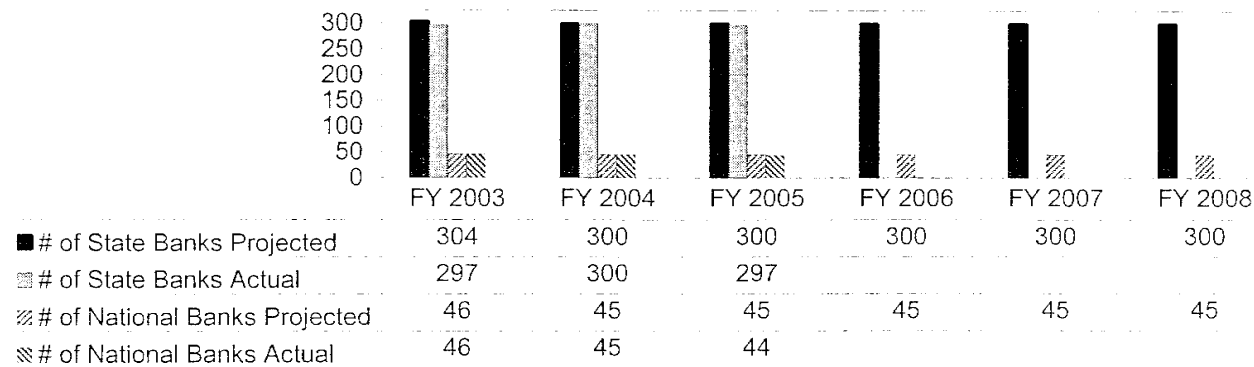 300
250
200
150
100
50
0
FY 2003 FY 2004 FY 2005 FY 2006 FY 2007 FY 2008
# of State Banks Projected 304 300 300 300 300 300
# of State Banks Actual 297 300 297
# of National Banks Projected 46 45 45 45 45 45
# of National Banks Actual 46 45 44